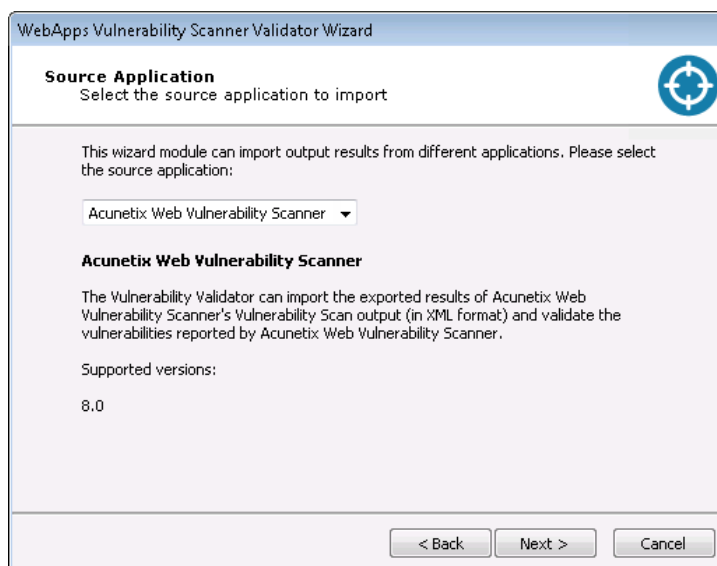 WebApps Vulnerability Scanner Validator Wizard
Source Application
Select the source application to import
This wizard module can import output results from different applications. Please select
the source application:
Acunetix Web Vulnerability Scanner
Acunetix Web Vulnerability Scanner
The Vulnerability Validator can import the exported results of Acunetix Web
Vulnerability Scanner's Vulnerability Scan output (in XML format) and validate the
vulnerabilities reported by Acunetix Web Vulnerability Scanner.
Supported versions:
8.0
< Back Next > Cancel